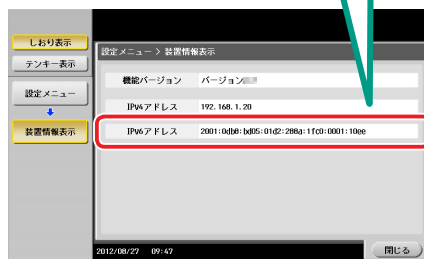 しおり表示
テンキー表示
設定メニュー
装置情報表示
設定メニュー > 装置情報表示
機能バージョン バージョン
IPv4アドレス 192.168.1.20
IPv6アドレス 2001:0db8:bd05:01d2:288a:1fc0:0001:10ee
2012/08/27 09:47
閉じる